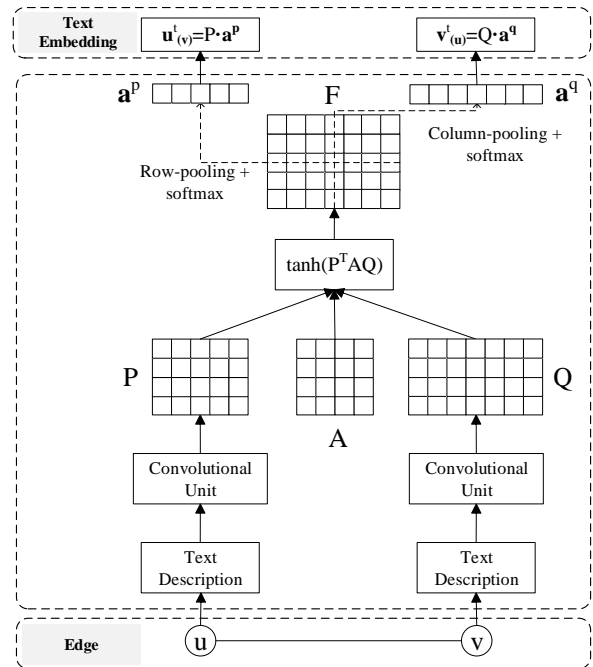 Text
Embedding
u^t_(v)=P·a^p
v^t_(u)=Q·a^q
a^p
F
a^q
Row-pooling +
softmax
Column-pooling +
softmax
tanh(P^TAQ)
P
A
Q
Convolutional
Unit
Convolutional
Unit
Text
Description
Text
Description
Edge
u
v